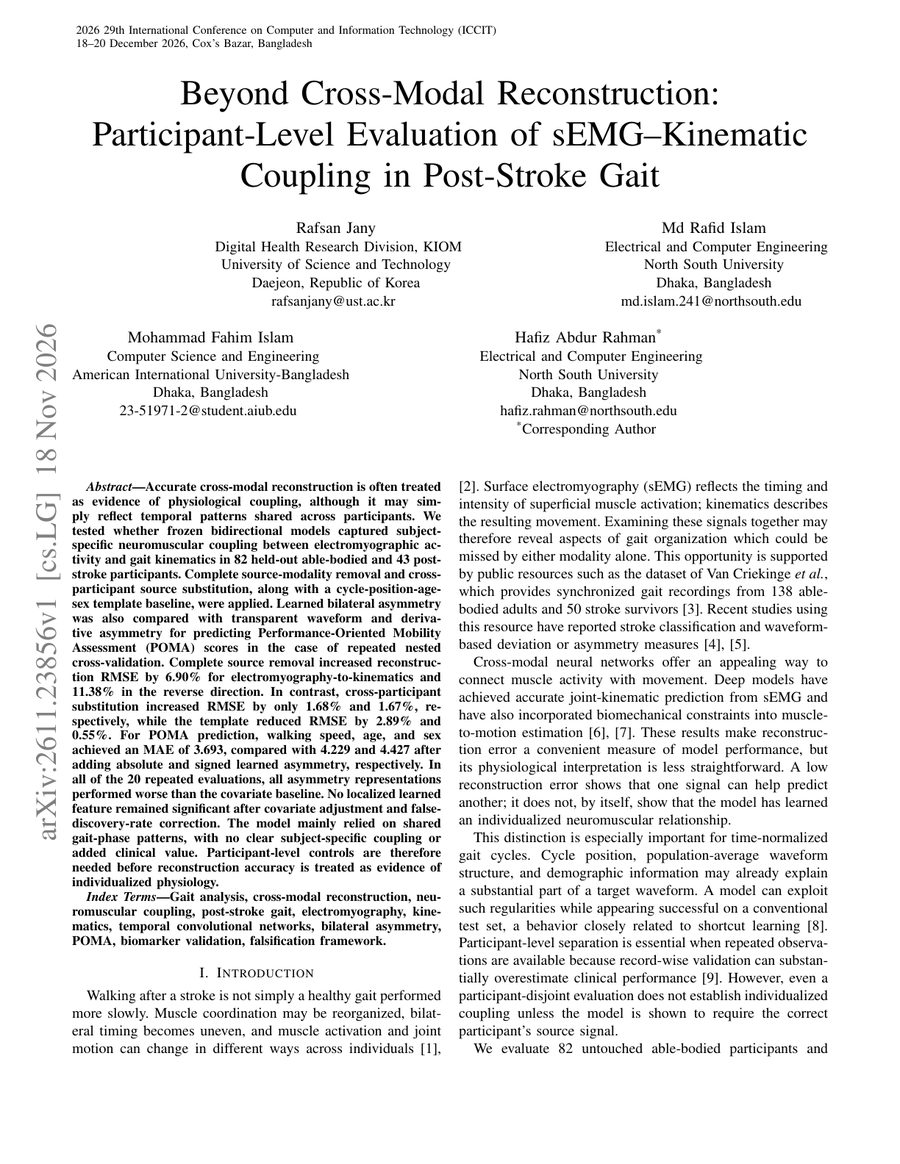 2026 29th International Conference on Computer and Information Technology (ICCIT)
18–20 December 2026, Cox's Bazar, Bangladesh
Beyond Cross-Modal Reconstruction:
Participant-Level Evaluation of sEMG–Kinematic
Coupling in Post-Stroke Gait
Rafsan Jany
Digital Health Research Division, KIOM
University of Science and Technology
Daejeon, Republic of Korea
rafsanjany@ust.ac.kr
Md Rafid Islam
Electrical and Computer Engineering
North South University
Dhaka, Bangladesh
md.islam.241@northsouth.edu
Mohammad Fahim Islam
Computer Science and Engineering
American International University-Bangladesh
Dhaka, Bangladesh
23-51971-2@student.aiub.edu
Hafiz Abdur Rahman*
Electrical and Computer Engineering
North South University
Dhaka, Bangladesh
hafiz.rahman@northsouth.edu
*Corresponding Author
arXiv:2611.23856v1 [cs.LG] 18 Nov 2026
Abstract—Accurate cross-modal reconstruction is often treated
as evidence of physiological coupling, although it may sim-
ply reflect temporal patterns shared across participants. We
tested whether frozen bidirectional models captured subject-
specific neuromuscular coupling between electromyographic ac-
tivity and gait kinematics in 82 held-out able-bodied and 43 post-
stroke participants. Complete source-modality removal and cross-
participant source substitution, along with a cycle-position-age-
sex template baseline, were applied. Learned bilateral asymmetry
was also compared with transparent waveform and deriva-
tive asymmetry for predicting Performance-Oriented Mobility
Assessment (POMA) scores in the case of repeated nested
cross-validation. Complete source removal increased reconstruc-
tion RMSE by 6.90% for electromyography-to-kinematics and
11.38% in the reverse direction. In contrast, cross-participant
substitution increased RMSE by only 1.68% and 1.67%, re-
spectively, while the template reduced RMSE by 2.89% and
0.55%. For POMA prediction, walking speed, age, and sex
achieved an MAE of 3.693, compared with 4.229 and 4.427 after
adding absolute and signed learned asymmetry, respectively. In
all of the 20 repeated evaluations, all asymmetry representations
performed worse than the covariate baseline. No localized learned
feature remained significant after covariate adjustment and false-
discovery-rate correction. The model mainly relied on shared
gait-phase patterns, with no clear subject-specific coupling or
added clinical value. Participant-level controls are therefore
needed before reconstruction accuracy is treated as evidence of
individualized physiology.
Index Terms—Gait analysis, cross-modal reconstruction, neu-
romuscular coupling, post-stroke gait, electromyography, kine-
matics, temporal convolutional networks, bilateral asymmetry,
POMA, biomarker validation, falsification framework.
I. INTRODUCTION
Walking after a stroke is not simply a healthy gait performed
more slowly. Muscle coordination may be reorganized, bilat-
eral timing becomes uneven, and muscle activation and joint
motion can change in different ways across individuals [1],
[2]. Surface electromyography (sEMG) reflects the timing and
intensity of superficial muscle activation; kinematics describes
the resulting movement. Examining these signals together may
therefore reveal aspects of gait organization which could be
missed by either modality alone. This opportunity is supported
by public resources such as the dataset of Van Criekinge et al.,
which provides synchronized gait recordings from 138 able-
bodied adults and 50 stroke survivors [3]. Recent studies using
this resource have reported stroke classification and waveform-
based deviation or asymmetry measures [4], [5].
Cross-modal neural networks offer an appealing way to
connect muscle activity with movement. Deep models have
achieved accurate joint-kinematic prediction from sEMG and
have also incorporated biomechanical constraints into muscle-
to-motion estimation [6], [7]. These results make reconstruc-
tion error a convenient measure of model performance, but
its physiological interpretation is less straightforward. A low
reconstruction error shows that one signal can help predict
another; it does not, by itself, show that the model has learned
an individualized neuromuscular relationship.
This distinction is especially important for time-normalized
gait cycles. Cycle position, population-average waveform
structure, and demographic information may already explain
a substantial part of a target waveform. A model can exploit
such regularities while appearing successful on a conventional
test set, a behavior closely related to shortcut learning [8].
Participant-level separation is essential when repeated observa-
tions are available because record-wise validation can substan-
tially overestimate clinical performance [9]. However, even a
participant-disjoint evaluation does not establish individualized
coupling unless the model is shown to require the correct
participant's source signal.
We evaluate 82 untouched able-bodied participants and